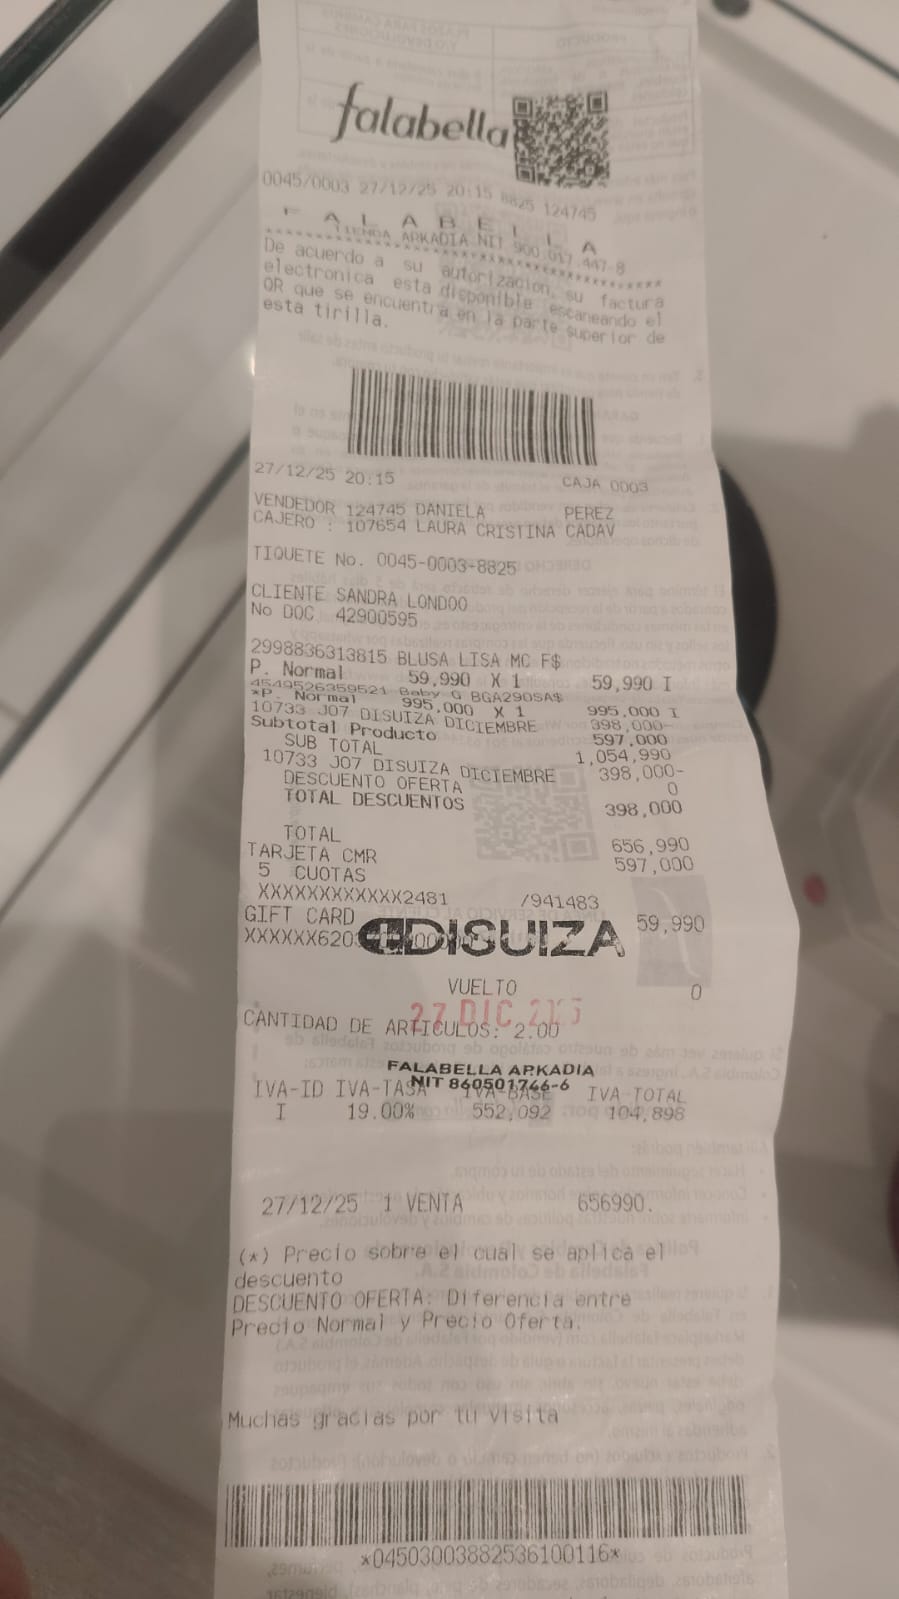 falabella
0045/0003 27/12/25 20:15 8825 124745
F A L A B E L L A
TIENDA ARKADIA NIT 900.017.447-8
************************************
De acuerdo a su autorizacion, su factura
electronica esta disponible escaneando el
QR que se encuentra en la parte superior de
esta tirilla.
27/12/25 20:15 CAJA 0003
VENDEDOR 124745 DANIELA PEREZ
CAJERO : 107654 LAURA CRISTINA CADAV
TIQUETE No. 0045-0003-8825
CLIENTE SANDRA LONDOO
No DOC 42900595
2998836313815 BLUSA LISA MC F$
P. Normal 59,990 X 1 59,990 I
4549526359521 Baby G BGA290SA$
*P. Normal 995,000 X 1 995,000 I
10733 J07 DISUIZA DICIEMBRE 398,000-
Subtotal Producto 597,000
SUB TOTAL 1,054,990
10733 J07 DISUIZA DICIEMBRE 398,000-
DESCUENTO OFERTA 0
TOTAL DESCUENTOS 398,000
TOTAL 656,990
TARJETA CMR 597,000
5 CUOTAS
XXXXXXXXXXXX2481 /941483
GIFT CARD 59,990
XXXXXX620
DISUIZA
VUELTO 0
27 DIC 2025
CANTIDAD DE ARTICULOS: 2.00
FALABELLA ARKADIA
NIT 860501746-6
IVA-ID IVA-TASA IVA-BASE IVA-TOTAL
I 19.00% 552,092 104,898
27/12/25 1 VENTA 656990.
(*) Precio sobre el cual se aplica el
descuento
DESCUENTO OFERTA: Diferencia entre
Precio Normal y Precio Oferta.
Muchas gracias por tu visita
*04503003882536100116*